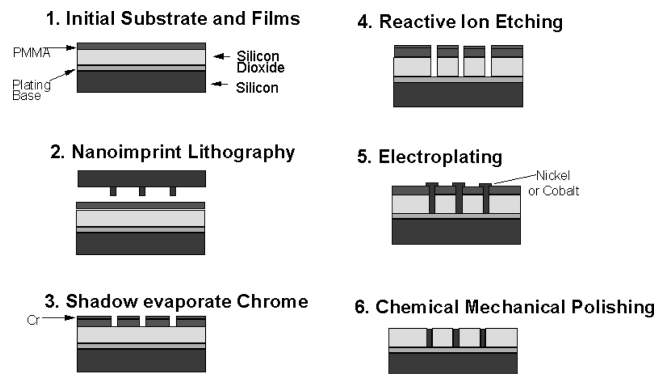 1. Initial Substrate and Films
PMMA
Silicon
Dioxide
Plating
Base
Silicon
2. Nanoimprint Lithography
3. Shadow evaporate Chrome
Cr
4. Reactive Ion Etching
5. Electroplating
Nickel
or Cobalt
6. Chemical Mechanical Polishing